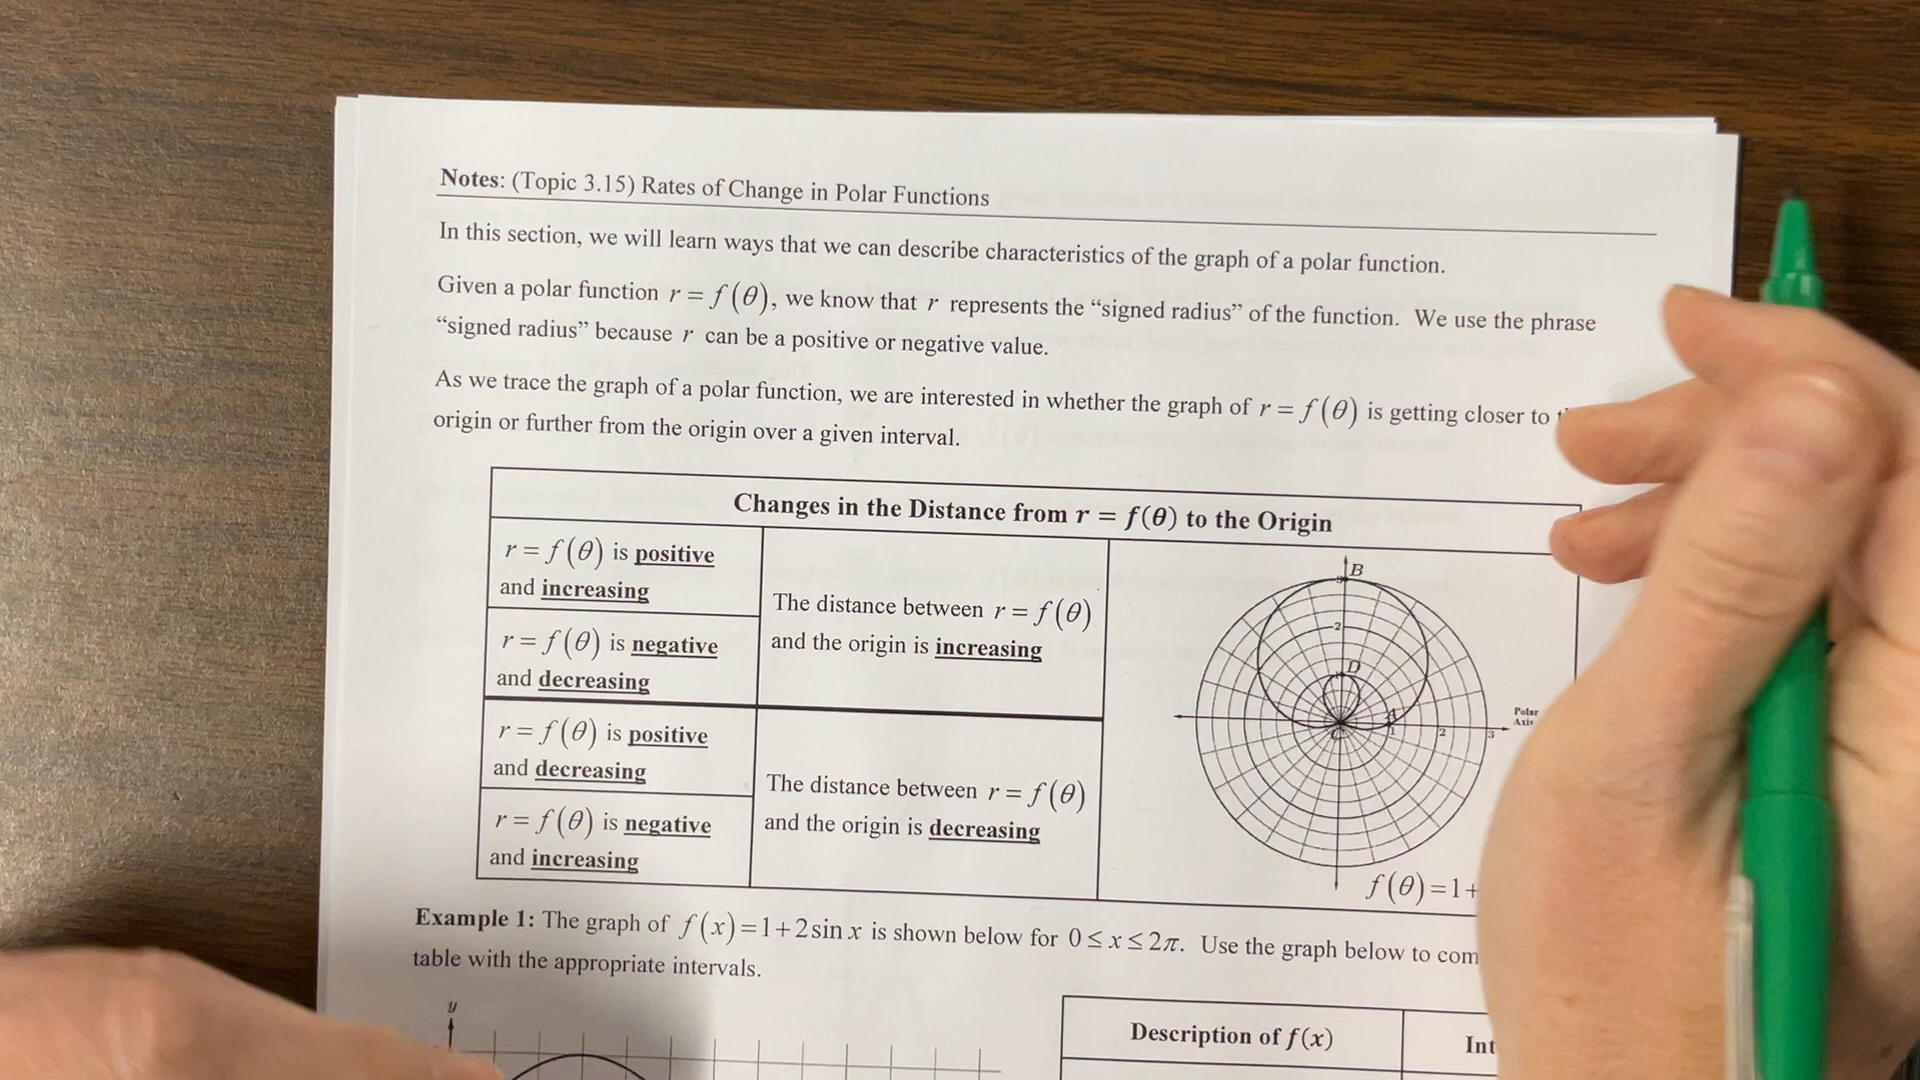 Notes: (Topic 3.15) Rates of Change in Polar Functions
In this section, we will learn ways that we can describe characteristics of the graph of a polar function.
Given a polar function r = f(θ), we know that r represents the “signed radius” of the function. We use the phrase
“signed radius” because r can be a positive or negative value.
As we trace the graph of a polar function, we are interested in whether the graph of r = f(θ) is getting closer to
origin or further from the origin over a given interval.
Changes in the Distance from r = f(θ) to the Origin
r = f(θ) is positive
and increasing
r = f(θ) is negative
and decreasing
The distance between r = f(θ)
and the origin is increasing
r = f(θ) is positive
and decreasing
r = f(θ) is negative
and increasing
The distance between r = f(θ)
and the origin is decreasing
B
2
D
A
C
1
2
3
Polar
Axis
f(θ)=1+
Example 1: The graph of f(x)=1+2sin x is shown below for 0≤x≤2π. Use the graph below to com
table with the appropriate intervals.
y
Description of f(x)
Int